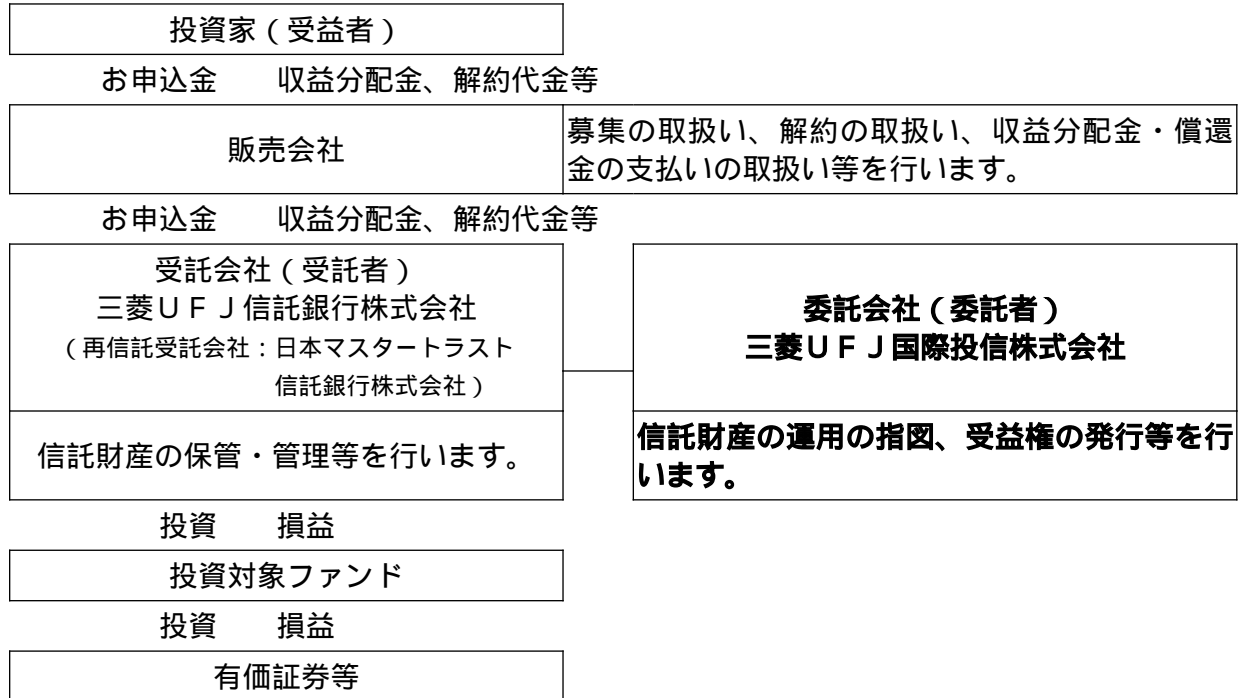 投資家（受益者）
お申込金　　収益分配金、解約代金等
販売会社
募集の取扱い、解約の取扱い、収益分配金・償還
金の支払いの取扱い等を行います。
お申込金　　収益分配金、解約代金等
受託会社（受託者）
三菱ＵＦＪ信託銀行株式会社
（再信託受託会社：日本マスタートラスト
信託銀行株式会社）
委託会社（委託者）
三菱ＵＦＪ国際投信株式会社
信託財産の保管・管理等を行います。
信託財産の運用の指図、受益権の発行等を行
います。
投資　　損益
投資対象ファンド
投資　　損益
有価証券等